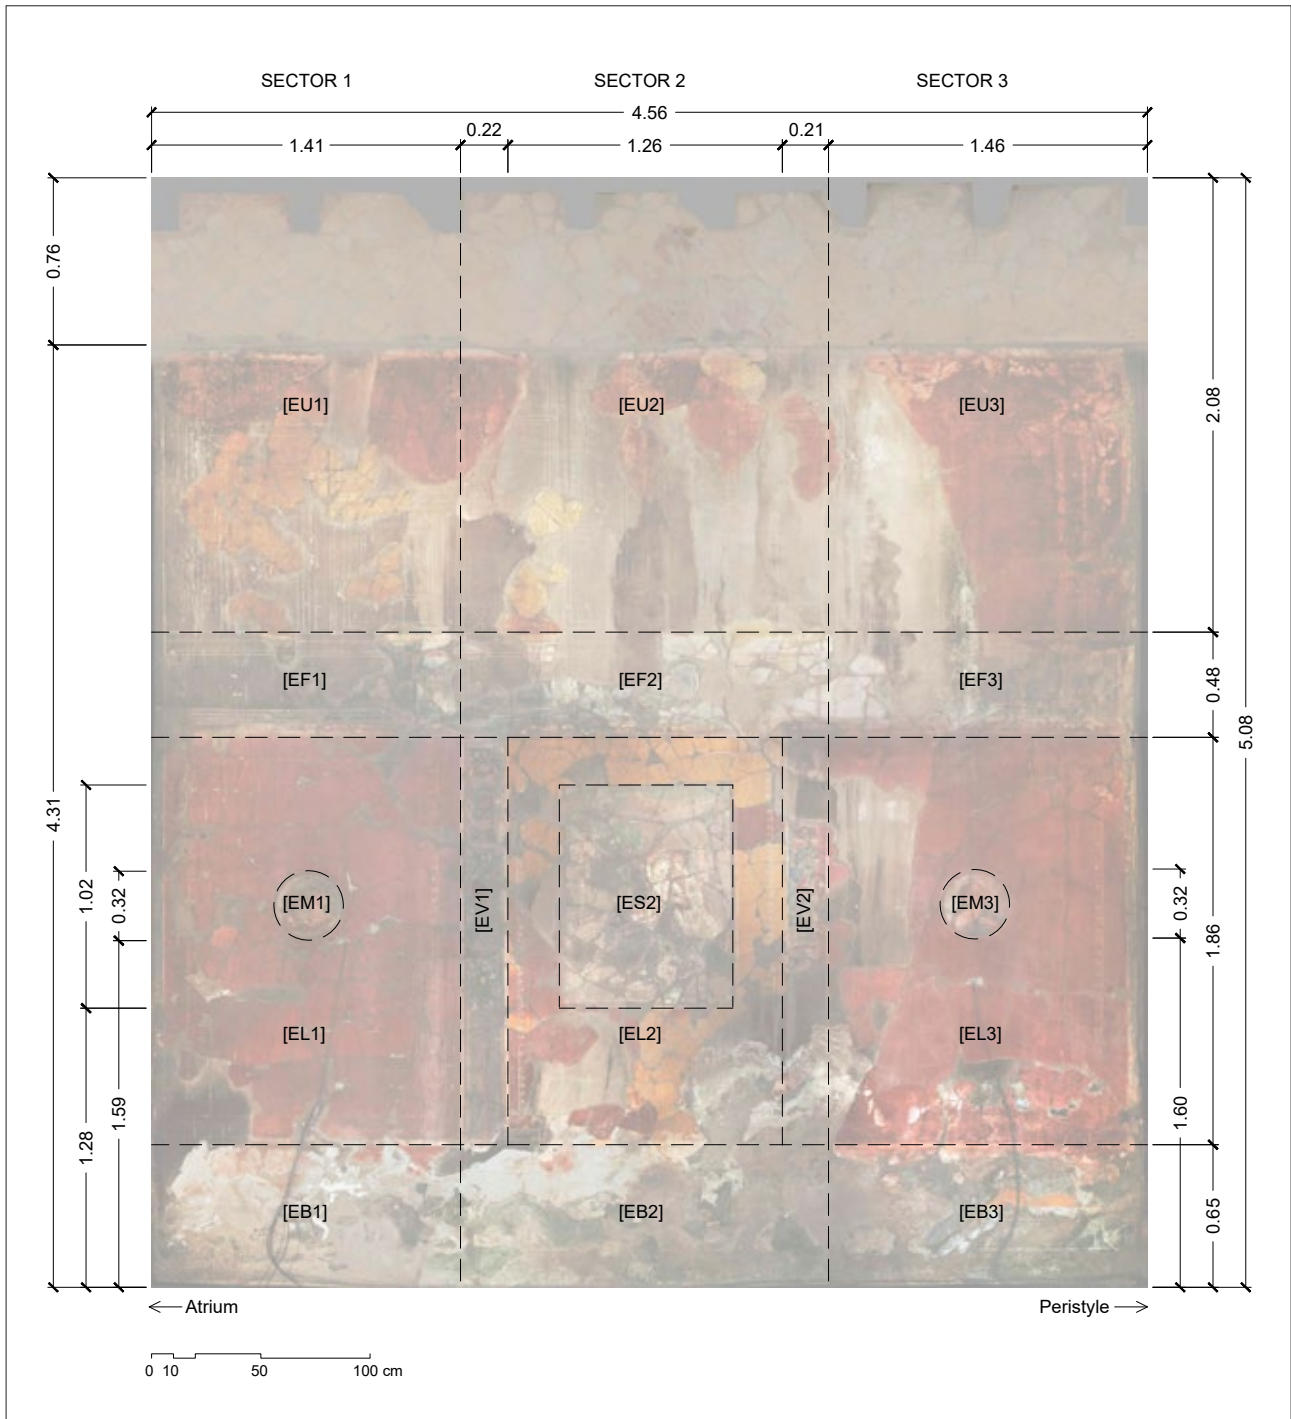 SECTOR 1 SECTOR 2 SECTOR 3
4.56
0.22 0.21
1.41 1.26 1.46
0.76
2.08
[EU1] [EU2] [EU3]
[EF1] [EF2] [EF3]
0.48
5.08
4.31
1.02
0.32
[EM1] [EV1] [ES2] [EV2] [EM3]
0.32
1.86
[EL1] [EL2] [EL3]
1.59
1.28
1.60
[EB1] [EB2] [EB3]
0.65
Atrium Peristyle
0 10 50 100 cm